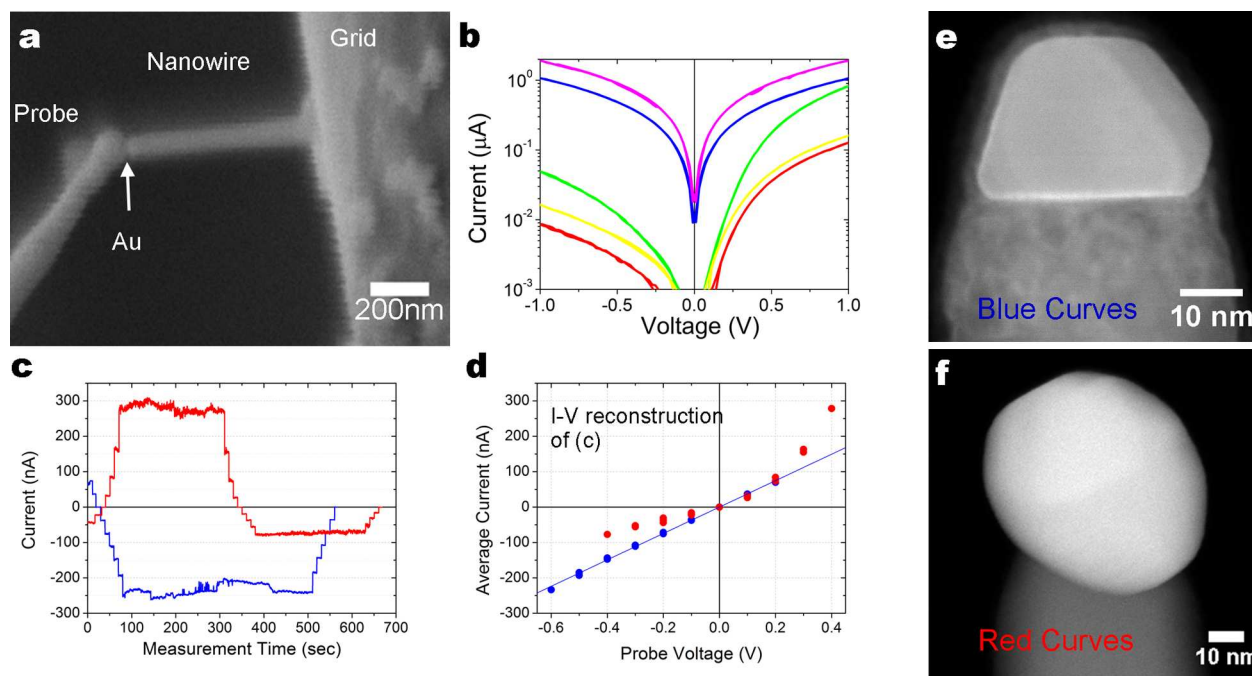 a
Nanowire
Grid
Probe
Au
200nm
b
10⁰
10⁻¹
10⁻²
10⁻³
Current (μA)
-1.0
-0.5
0.0
0.5
1.0
Voltage (V)
c
300
200
100
0
-100
-200
-300
Current (nA)
0
100
200
300
400
500
600
700
Measurement Time (sec)
d
I-V reconstruction
of (c)
300
200
100
0
-100
-200
-300
Average Current (nA)
-0.6
-0.4
-0.2
0.0
0.2
0.4
Probe Voltage (V)
e
Blue Curves
10 nm
f
Red Curves
10 nm